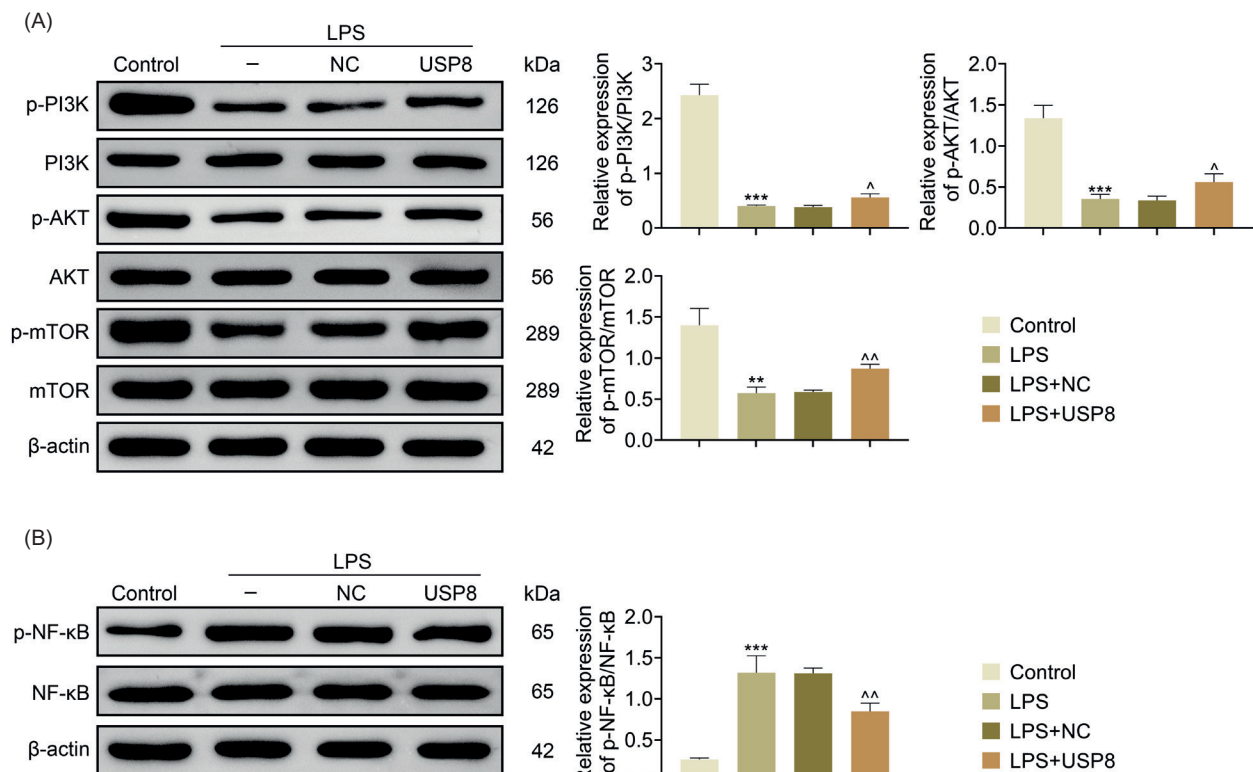 (A)
LPS
Control – NC USP8 kDa
p-PI3K 126
PI3K 126
p-AKT 56
AKT 56
p-mTOR 289
mTOR 289
β-actin 42
Relative expression
of p-PI3K/PI3K
3
2
1
0
***
^
Relative expression
of p-AKT/AKT
2.0
1.5
1.0
0.5
0.0
***
^
Relative expression
of p-mTOR/mTOR
2.0
1.5
1.0
0.5
0.0
**
^^
Control
LPS
LPS+NC
LPS+USP8
(B)
LPS
Control – NC USP8 kDa
p-NF-κB 65
NF-κB 65
β-actin 42
Relative expression
of p-NF-κB/NF-κB
2.0
1.5
1.0
0.5
***
^^
Control
LPS
LPS+NC
LPS+USP8